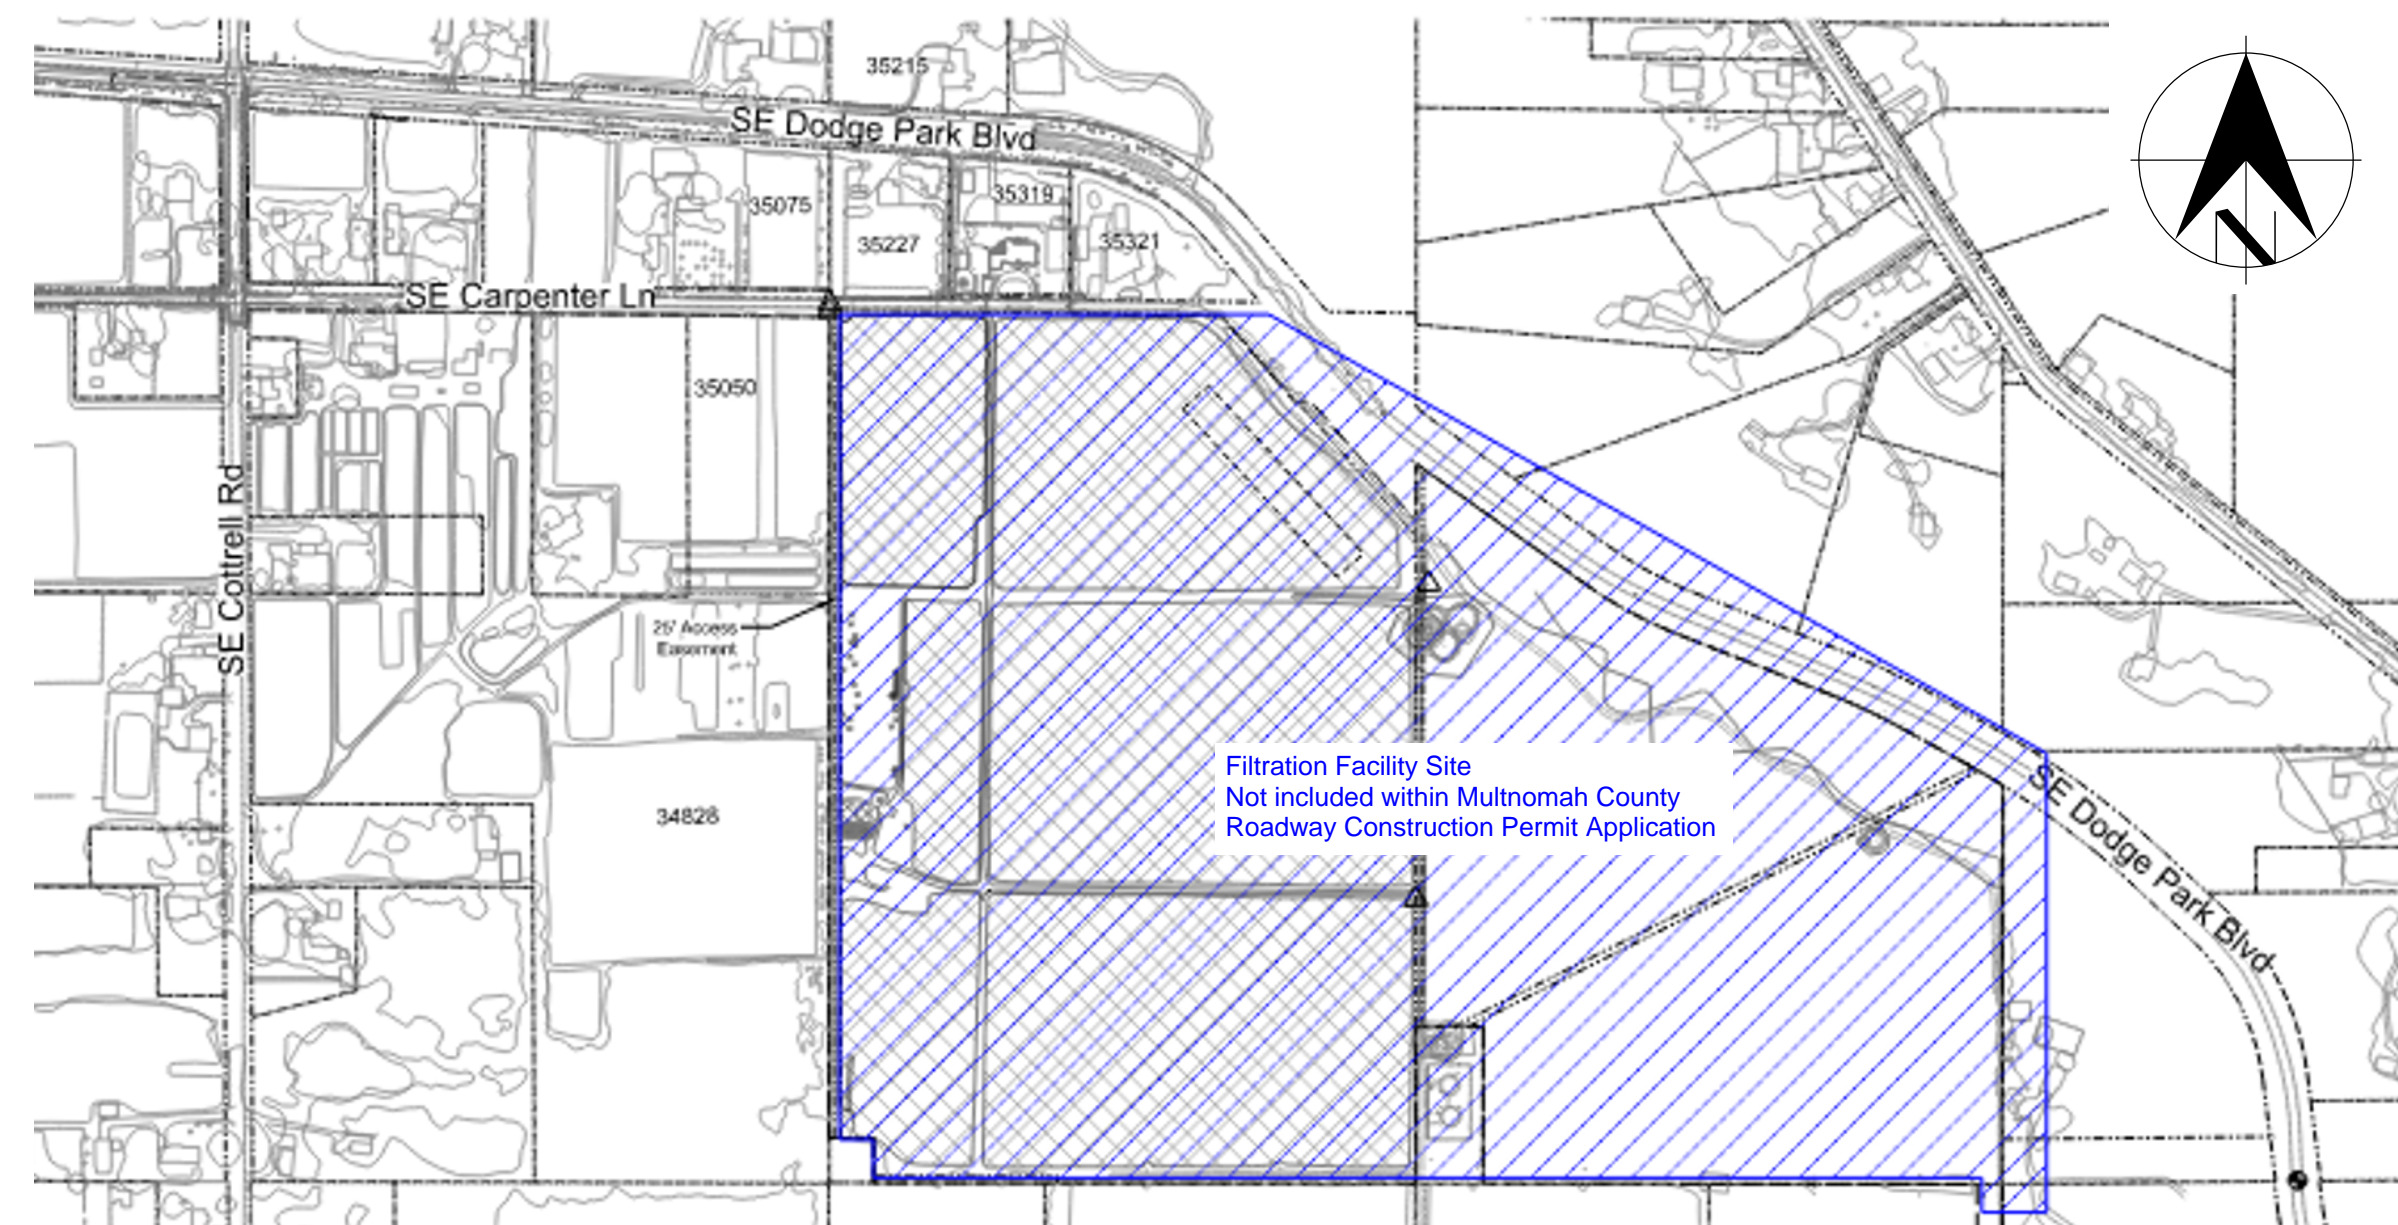 35215
SE Dodge Park Blvd
35319
35075
35227
35321
N
SE Carpenter Ln
35050
SE Cottrell Rd
25' Access
Easement
Filtration Facility Site
Not included within Multnomah County
Roadway Construction Permit Application
34828
SE Dodge Park Blvd